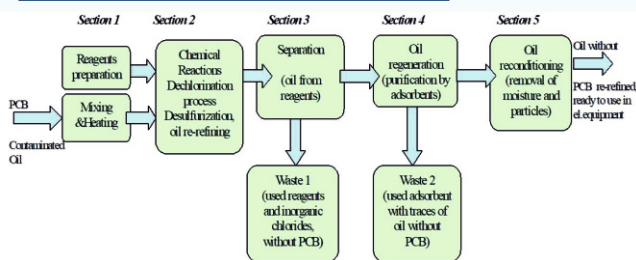 Section 1
Section 2
Section 3
Section 4
Section 5
Reagents
preparation
Mixing
&Heating
PCB
Contaminated
Oil
Chemical
Reactions
Dechlorination
process
Desulfurization,
oil re-refining
Separation
(oil from
reagents)
Oil
regeneration
(purification by
adsorbents)
Oil
reconditioning
(removal of
moisture and
particles)
Oil without
PCB re-refined,
ready to use in
el.equipment
Waste 1
(used reagents
and inorganic
chlorides,
without PCB)
Waste 2
(used adsorbent
with traces of
oil without
PCB)